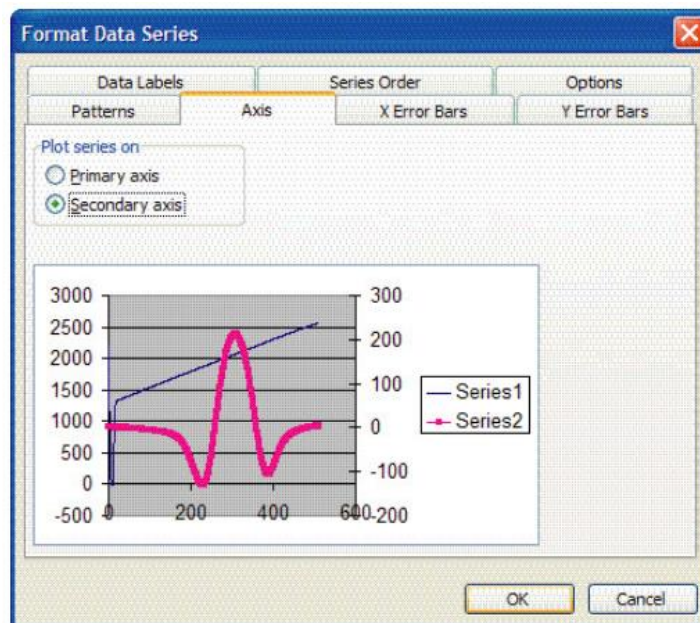 Format Data Series
Data Labels Series Order Options
Patterns Axis X Error Bars Y Error Bars
Plot series on
Primary axis
Secondary axis
3000 300
2500
2000 200
1500 100
1000 0
500
0 -100
-500 0 200 400 600 -200
Series1
Series2
OK Cancel